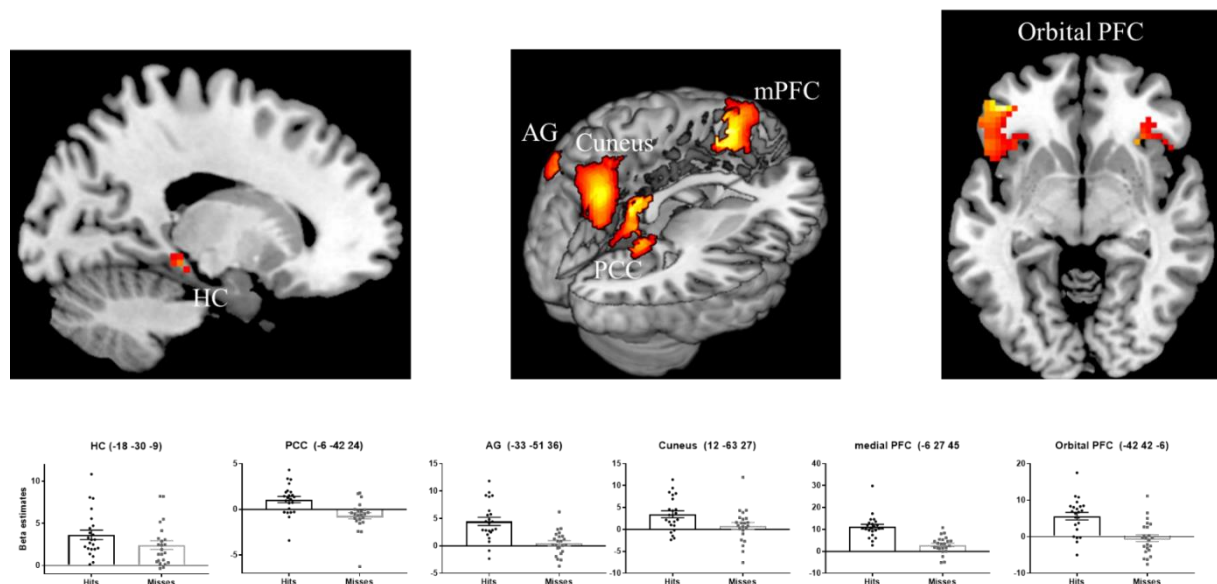 Orbital PFC
mPFC
AG
Cuneus
HC
PCC
HC (-18 -30 -9)
PCC (-6 -42 24)
AG (-33 -51 36)
Cuneus (12 -63 27)
medial PFC (-6 27 45
Orbital PFC (-42 42 -6)
Beta estimates
10
5
0
Hits
Misses
5
0
-5
Hits
Misses
15
10
5
0
-5
Hits
Misses
15
10
5
0
-5
-10
Hits
Misses
40
30
20
10
0
-10
Hits
Misses
20
10
0
-10
Hits
Misses